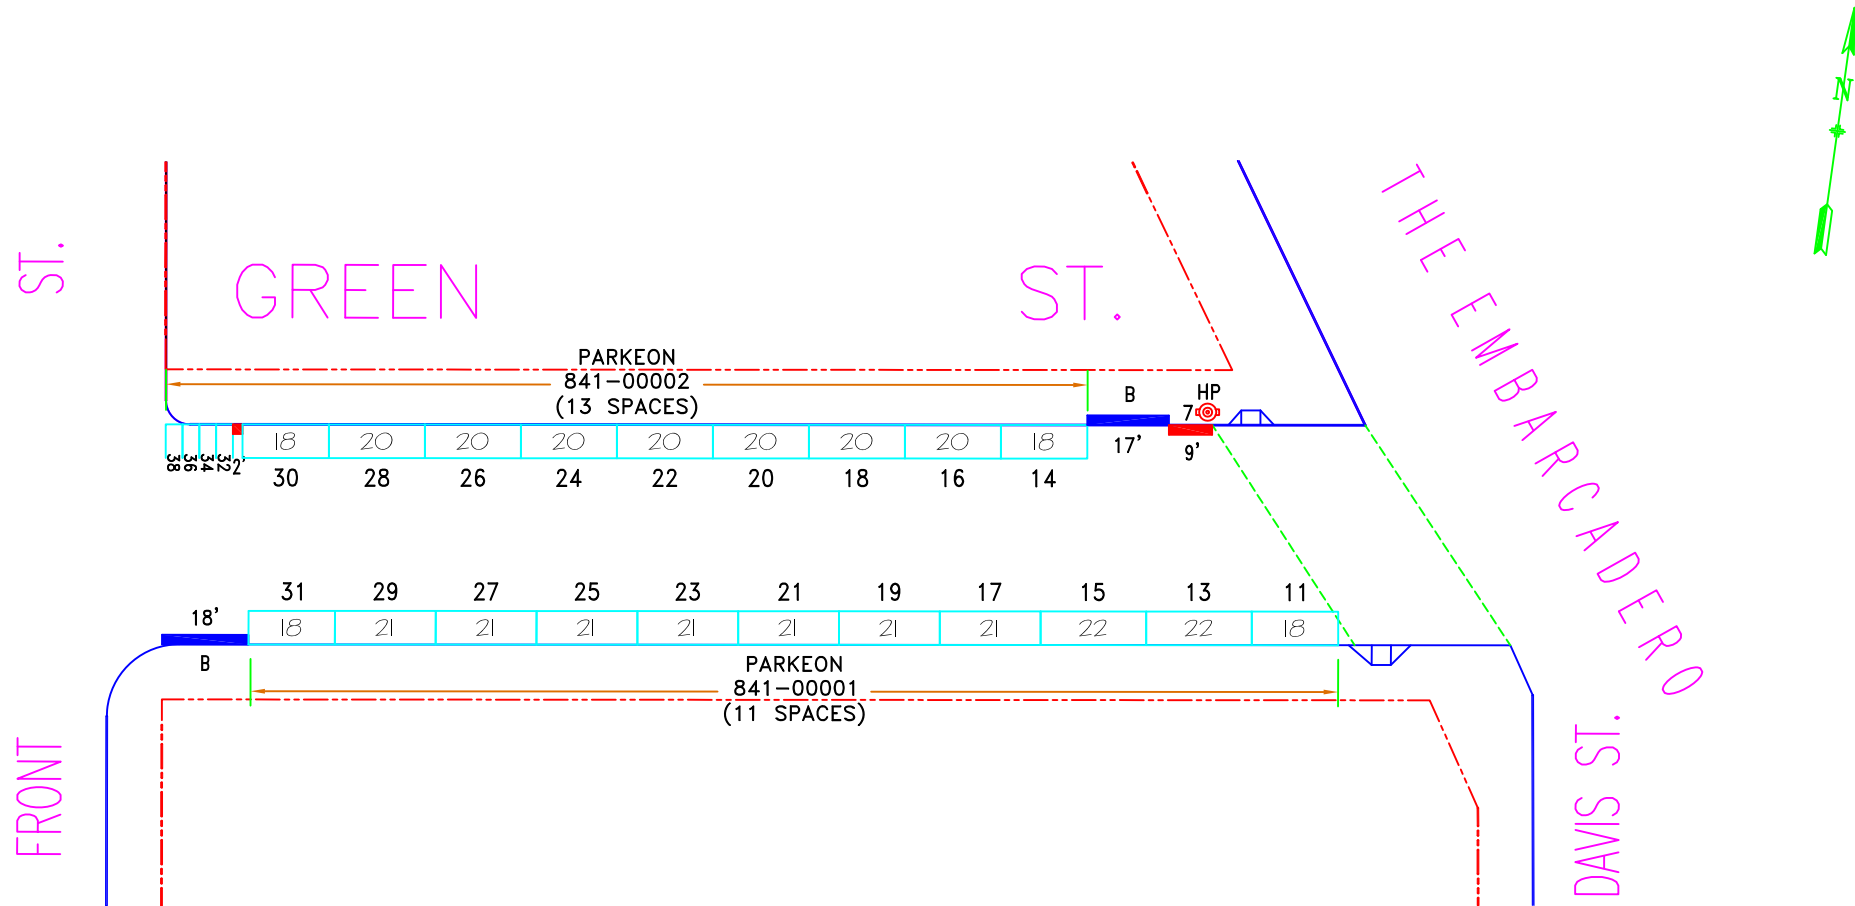 N
THE EMBARCADERO
FRONT ST.
GREEN ST.
PARKEON
841-00002
(13 SPACES)
B
HP
7
17'
9'
18 20 20 20 20 20 20 20 18
38 36 34 32 2' 30 28 26 24 22 20 18 16 14
31 29 27 25 23 21 19 17 15 13 11
18'
18 21 21 21 21 21 21 21 22 22 18
B
PARKEON
841-00001
(11 SPACES)
DAVIS ST.